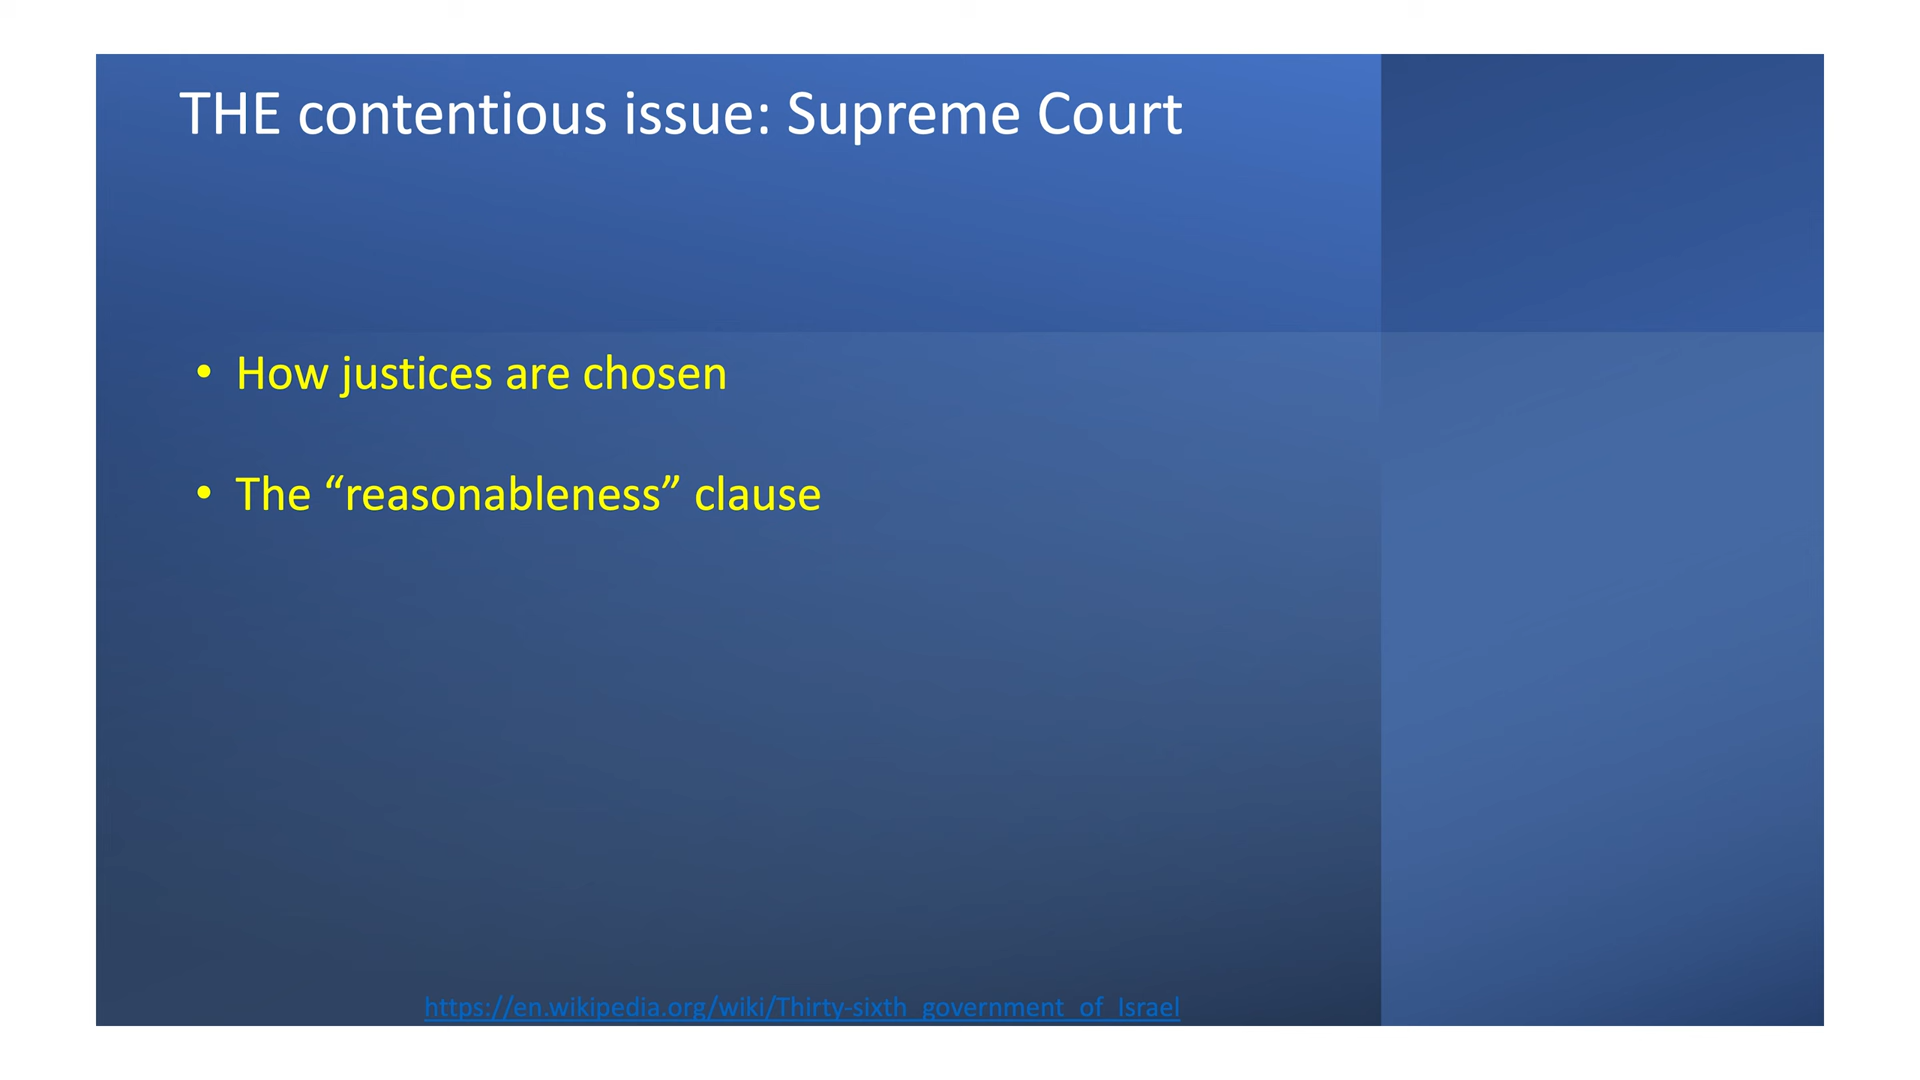 THE contentious issue: Supreme Court
• How justices are chosen
• The “reasonableness” clause
https://en.wikipedia.org/wiki/Thirty-sixth_government_of_Israel